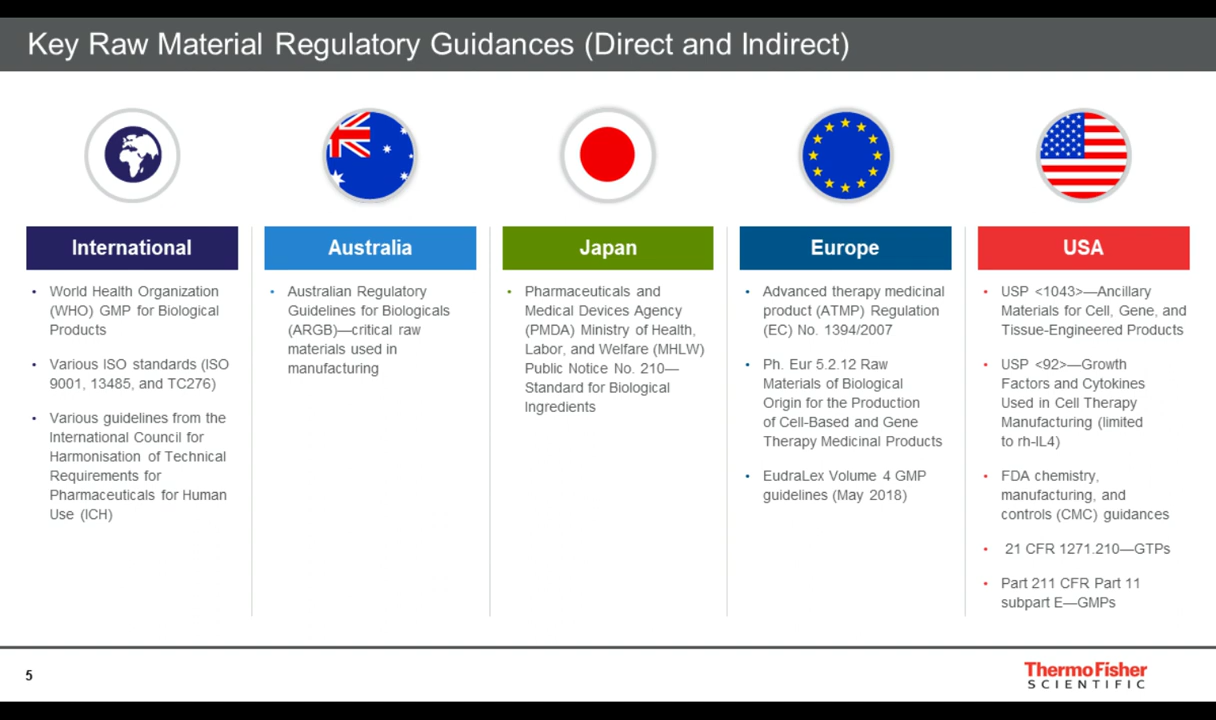 Key Raw Material Regulatory Guidances (Direct and Indirect)
International
World Health Organization
(WHO) GMP for Biological
Products
Various ISO standards (ISO
9001, 13485, and TC276)
Various guidelines from the
International Council for
Harmonisation of Technical
Requirements for
Pharmaceuticals for Human
Use (ICH)
Australia
Australian Regulatory
Guidelines for Biologicals
(ARGB)—critical raw
materials used in
manufacturing
Japan
Pharmaceuticals and
Medical Devices Agency
(PMDA) Ministry of Health,
Labor, and Welfare (MHLW)
Public Notice No. 210—
Standard for Biological
Ingredients
Europe
Advanced therapy medicinal
product (ATMP) Regulation
(EC) No. 1394/2007
Ph. Eur 5.2.12 Raw
Materials of Biological
Origin for the Production
of Cell-Based and Gene
Therapy Medicinal Products
EudraLex Volume 4 GMP
guidelines (May 2018)
USA
USP <1043>—Ancillary
Materials for Cell, Gene, and
Tissue-Engineered Products
USP <92>—Growth
Factors and Cytokines
Used in Cell Therapy
Manufacturing (limited
to rh-IL4)
FDA chemistry,
manufacturing, and
controls (CMC) guidances
21 CFR 1271.210—GTPs
Part 211 CFR Part 11
subpart E—GMPs
5
ThermoFisher
SCIENTIFIC